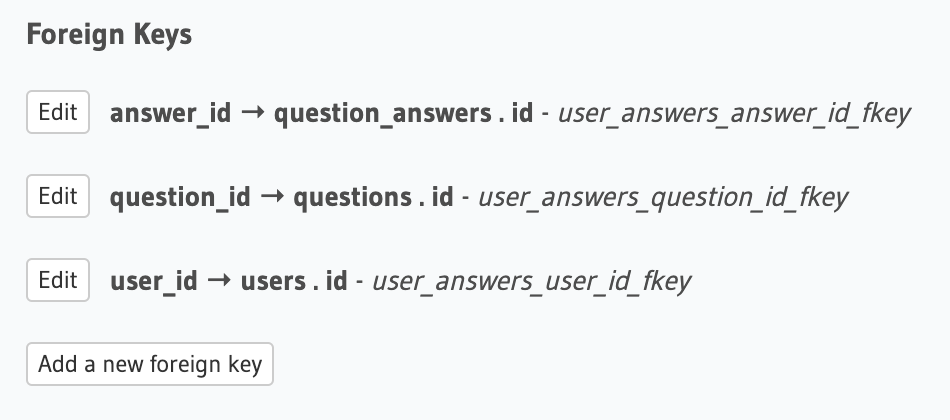 Foreign Keys
Edit answer_id → question_answers . id - user_answers_answer_id_fkey
Edit question_id → questions . id - user_answers_question_id_fkey
Edit user_id → users . id - user_answers_user_id_fkey
Add a new foreign key